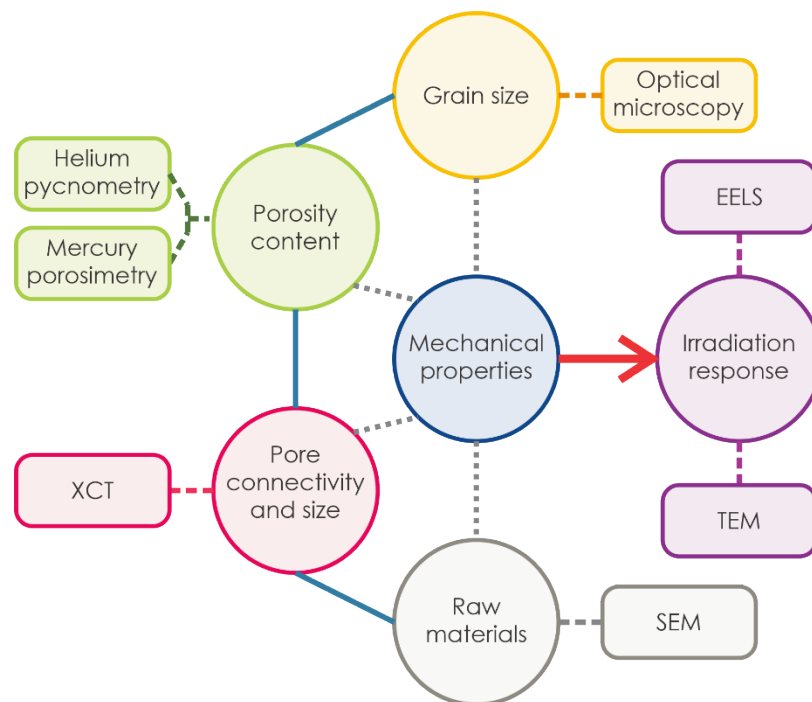 Grain size
Optical
microscopy
Helium
pycnometry
Mercury
porosimetry
Porosity
content
EELS
Mechanical
properties
Irradiation
response
XCT
Pore
connectivity
and size
TEM
Raw
materials
SEM